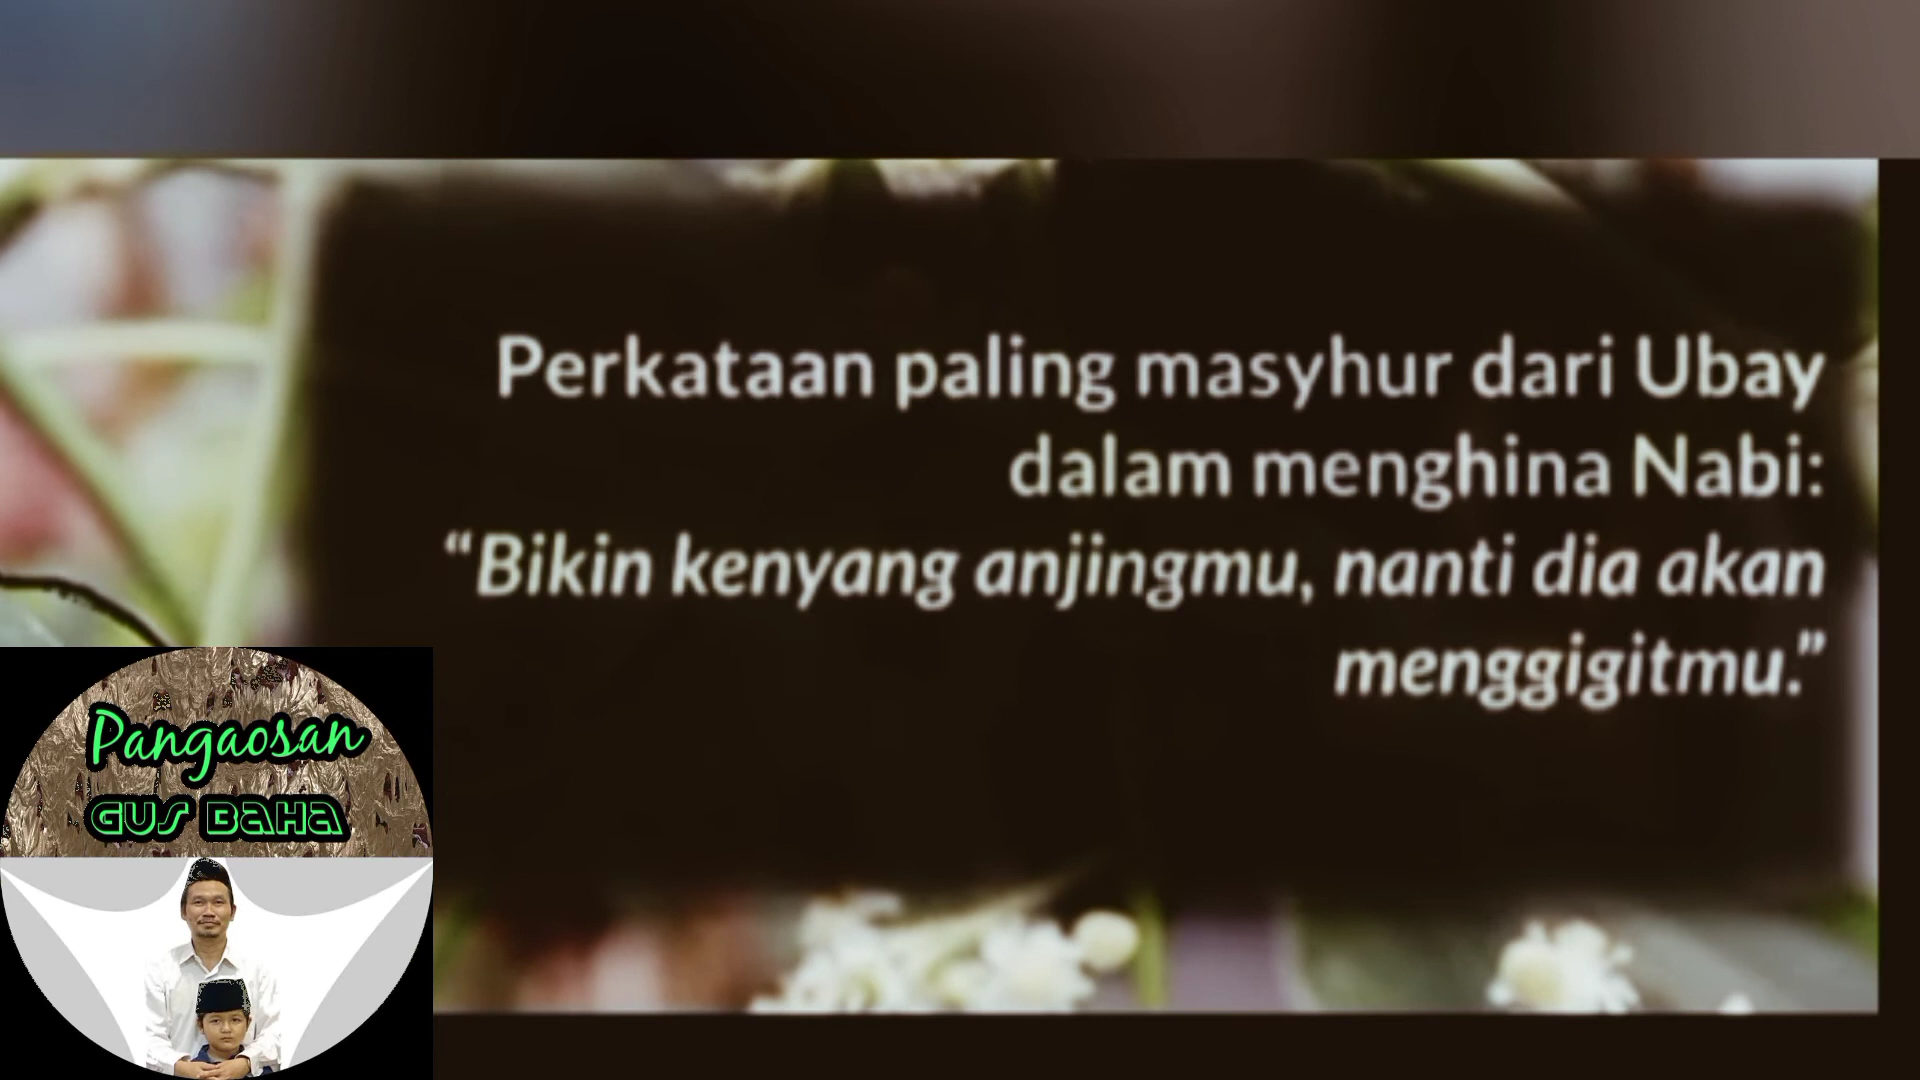 Perkataan paling masyhur dari Ubay
dalam menghina Nabi:
“Bikin kenyang anjingmu, nanti dia akan
menggigitmu.”
Pangaosan
GUS BAHA